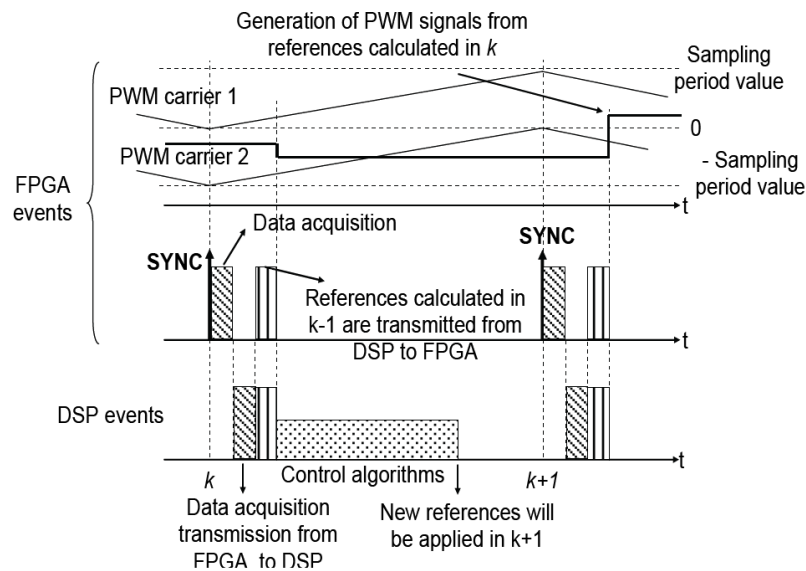 Generation of PWM signals from
references calculated in k
Sampling
period value
PWM carrier 1
0
PWM carrier 2
- Sampling
period value
FPGA
events
t
Data acquisition
SYNC
SYNC
References calculated in
k-1 are transmitted from
DSP to FPGA
t
DSP events
t
k
Control algorithms
k+1
Data acquisition
transmission from
FPGA to DSP
New references will
be applied in k+1